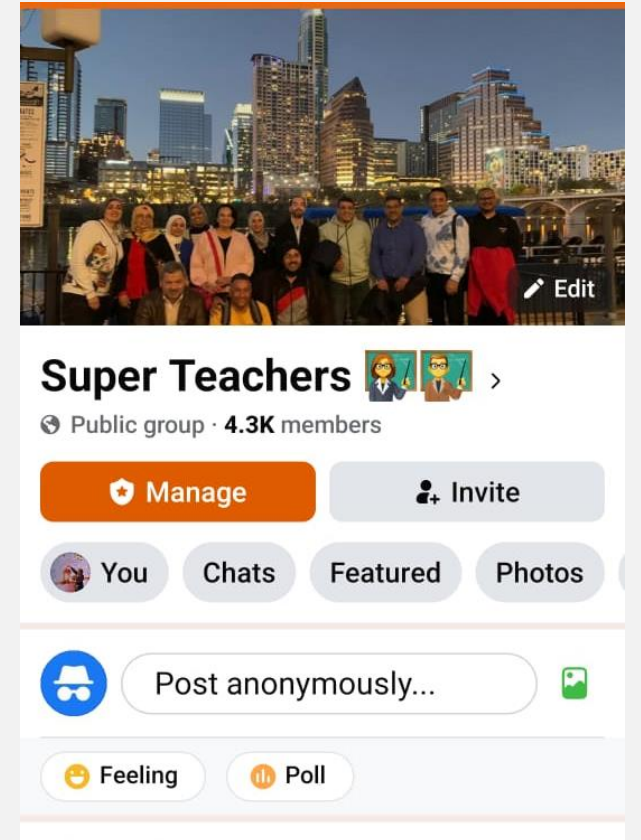 Edit
Super Teachers 👩‍🏫👨‍🏫 >
Public group · 4.3K members
Manage
Invite
You
Chats
Featured
Photos
Post anonymously...
Feeling
Poll